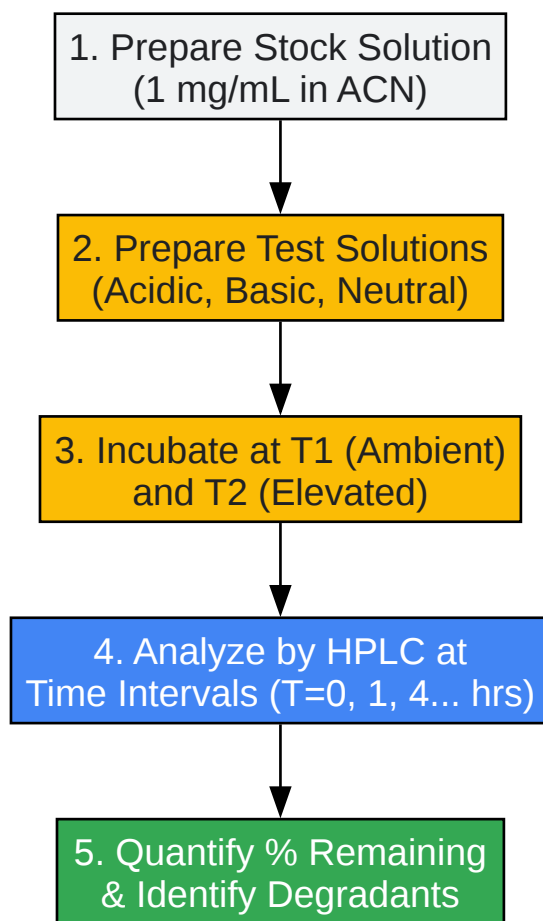 1. Prepare Stock Solution
(1 mg/mL in ACN)
2. Prepare Test Solutions
(Acidic, Basic, Neutral)
3. Incubate at T1 (Ambient)
and T2 (Elevated)
4. Analyze by HPLC at
Time Intervals (T=0, 1, 4... hrs)
5. Quantify % Remaining
& Identify Degradants